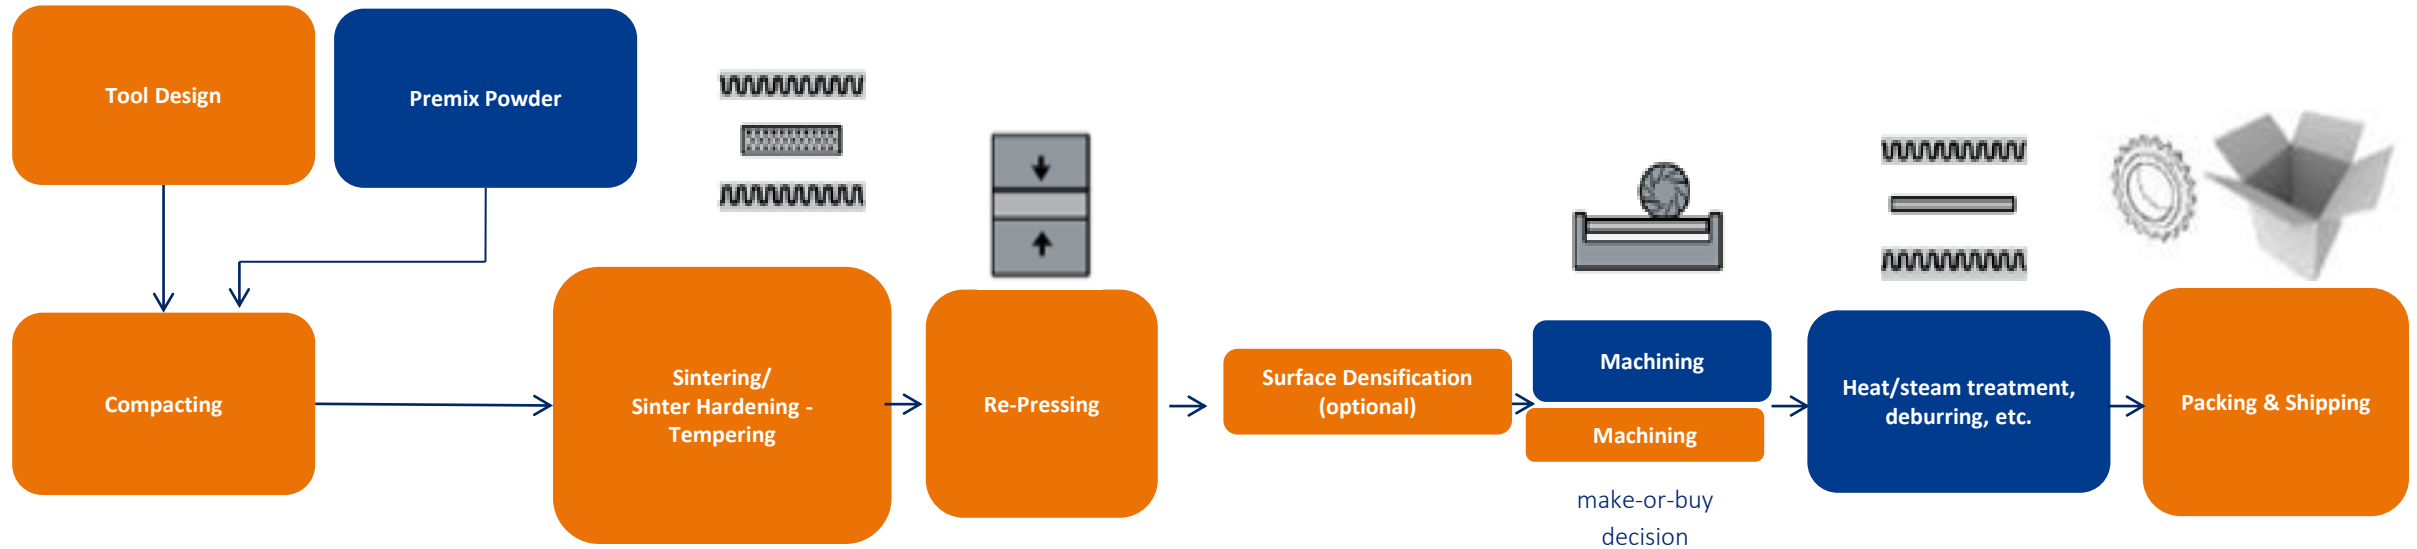 Tool Design
Premix Powder
Compacting
Sintering/
Sinter Hardening -
Tempering
Re-Pressing
Surface Densification
(optional)
Machining
Machining
make-or-buy
decision
Heat/steam treatment,
deburring, etc.
Packing & Shipping